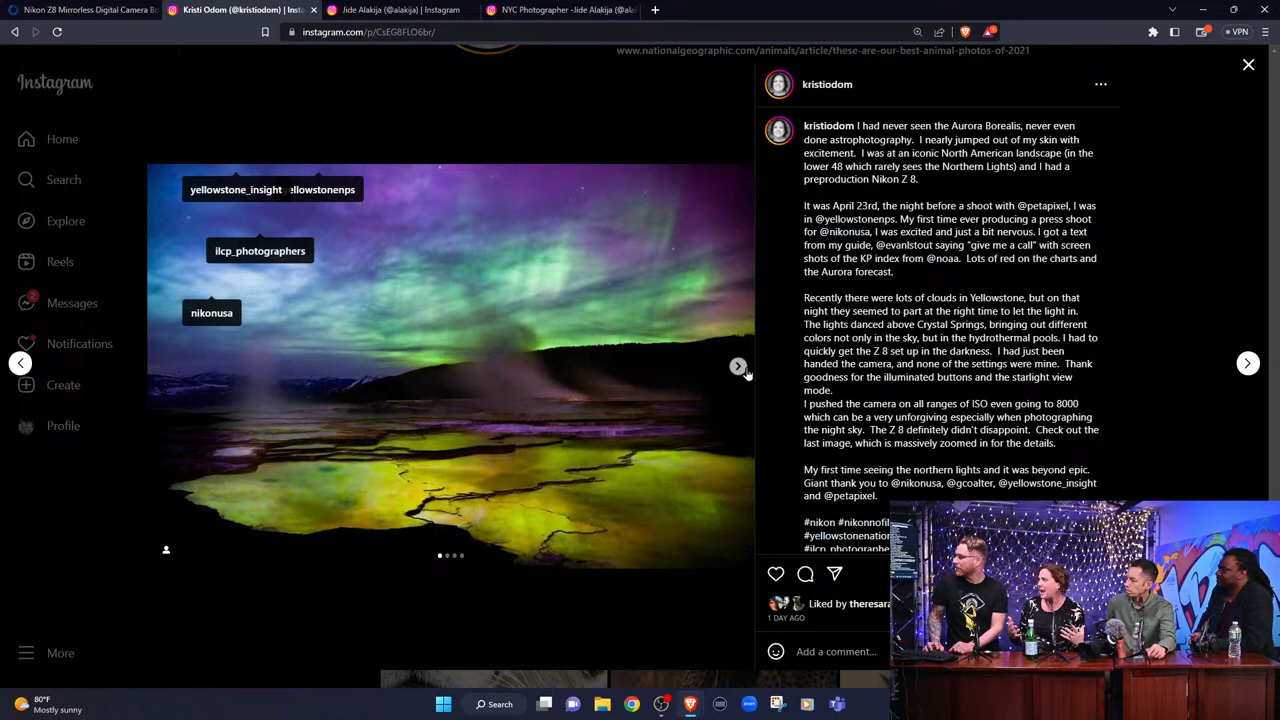 Nikon Z8 Mirrorless Digital Camera Bo
Kristi Odom (@kristiodom) | Insta
Jide Alakija (@alakija) | Instagram
NYC Photographer -Jide Alakija (@ala
instagram.com/p/CsEG8FLO6br/
VPN
www.nationalgeographic.com/animals/article/these-are-our-best-animal-photos-of-2021
Instagram
Home
Search
Explore
Reels
2
Messages
Notifications
Create
Profile
More
yellowstone_insight
ellowstonenps
ilcp_photographers
nikonusa
kristiodom
kristiodom I had never seen the Aurora Borealis, never even
done astrophotography. I nearly jumped out of my skin with
excitement. I was at an iconic North American landscape (in the
lower 48 which rarely sees the Northern Lights) and I had a
preproduction Nikon Z 8.
It was April 23rd, the night before a shoot with @petapixel, I was
in @yellowstonenps. My first time ever producing a press shoot
for @nikonusa, I was excited and just a bit nervous. I got a text
from my guide, @evanlstout saying “give me a call” with screen
shots of the KP index from @noaa. Lots of red on the charts and
the Aurora forecast.
Recently there were lots of clouds in Yellowstone, but on that
night they seemed to part at the right time to let the light in.
The lights danced above Crystal Springs, bringing out different
colors not only in the sky, but in the hydrothermal pools. I had to
quickly get the Z 8 set up in the darkness. I had just been
handed the camera, and none of the settings were mine. Thank
goodness for the illuminated buttons and the starlight view
mode.
I pushed the camera on all ranges of ISO even going to 8000
which can be a very unforgiving especially when photographing
the night sky. The Z 8 definitely didn’t disappoint. Check out the
last image, which is massively zoomed in for the details.
My first time seeing the northern lights and it was beyond epic.
Giant thank you to @nikonusa, @gcoalter, @yellowstone_insight
and @petapixel.
#nikon #nikonnofil
#yellowstonenation
#ilcp_photographe
Liked by theresara
1 DAY AGO
Add a comment...
80°F
Mostly sunny
Search